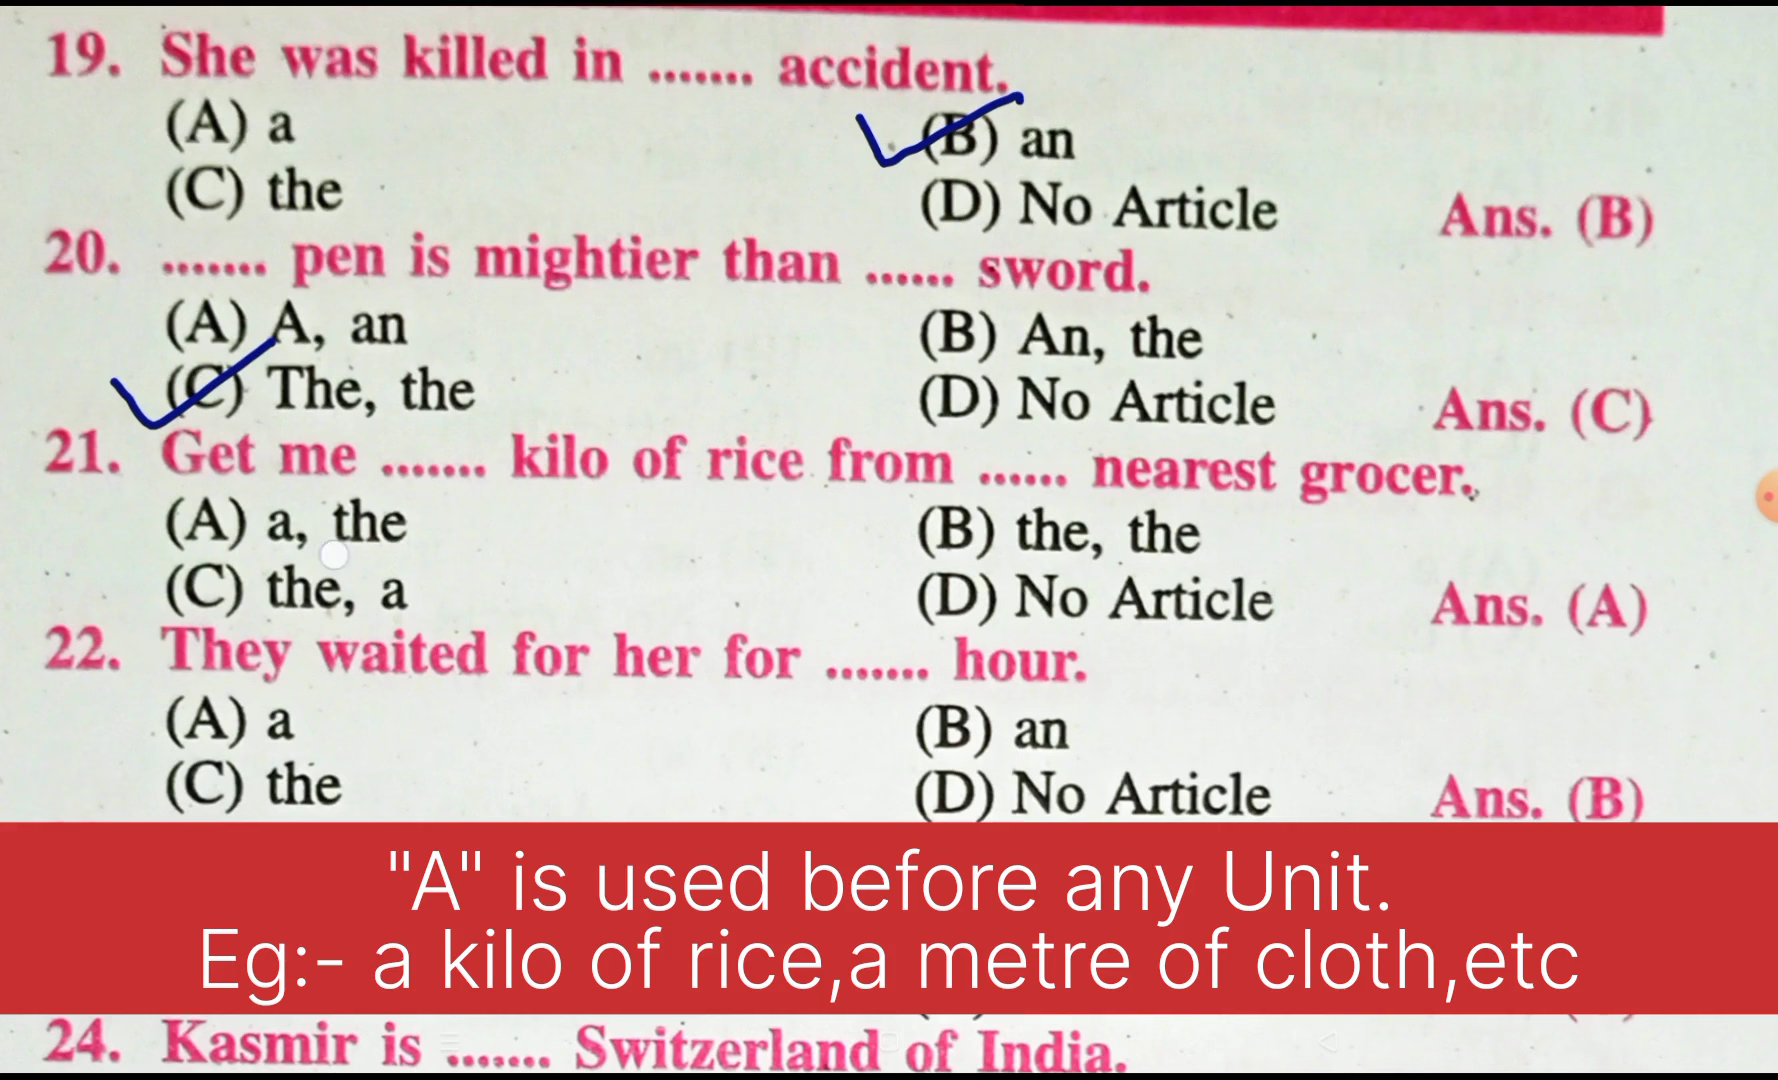 19. She was killed in ....... accident.
(A) a (B) an
(C) the (D) No Article Ans. (B)
20. ....... pen is mightier than ...... sword.
(A) A, an (B) An, the
(C) The, the (D) No Article Ans. (C)
21. Get me ....... kilo of rice from ...... nearest grocer.
(A) a, the (B) the, the
(C) the, a (D) No Article Ans. (A)
22. They waited for her for ....... hour.
(A) a (B) an
(C) the (D) No Article Ans. (B)
"A" is used before any Unit.
Eg:- a kilo of rice,a metre of cloth,etc
24. Kasmir is ....... Switzerland of India.